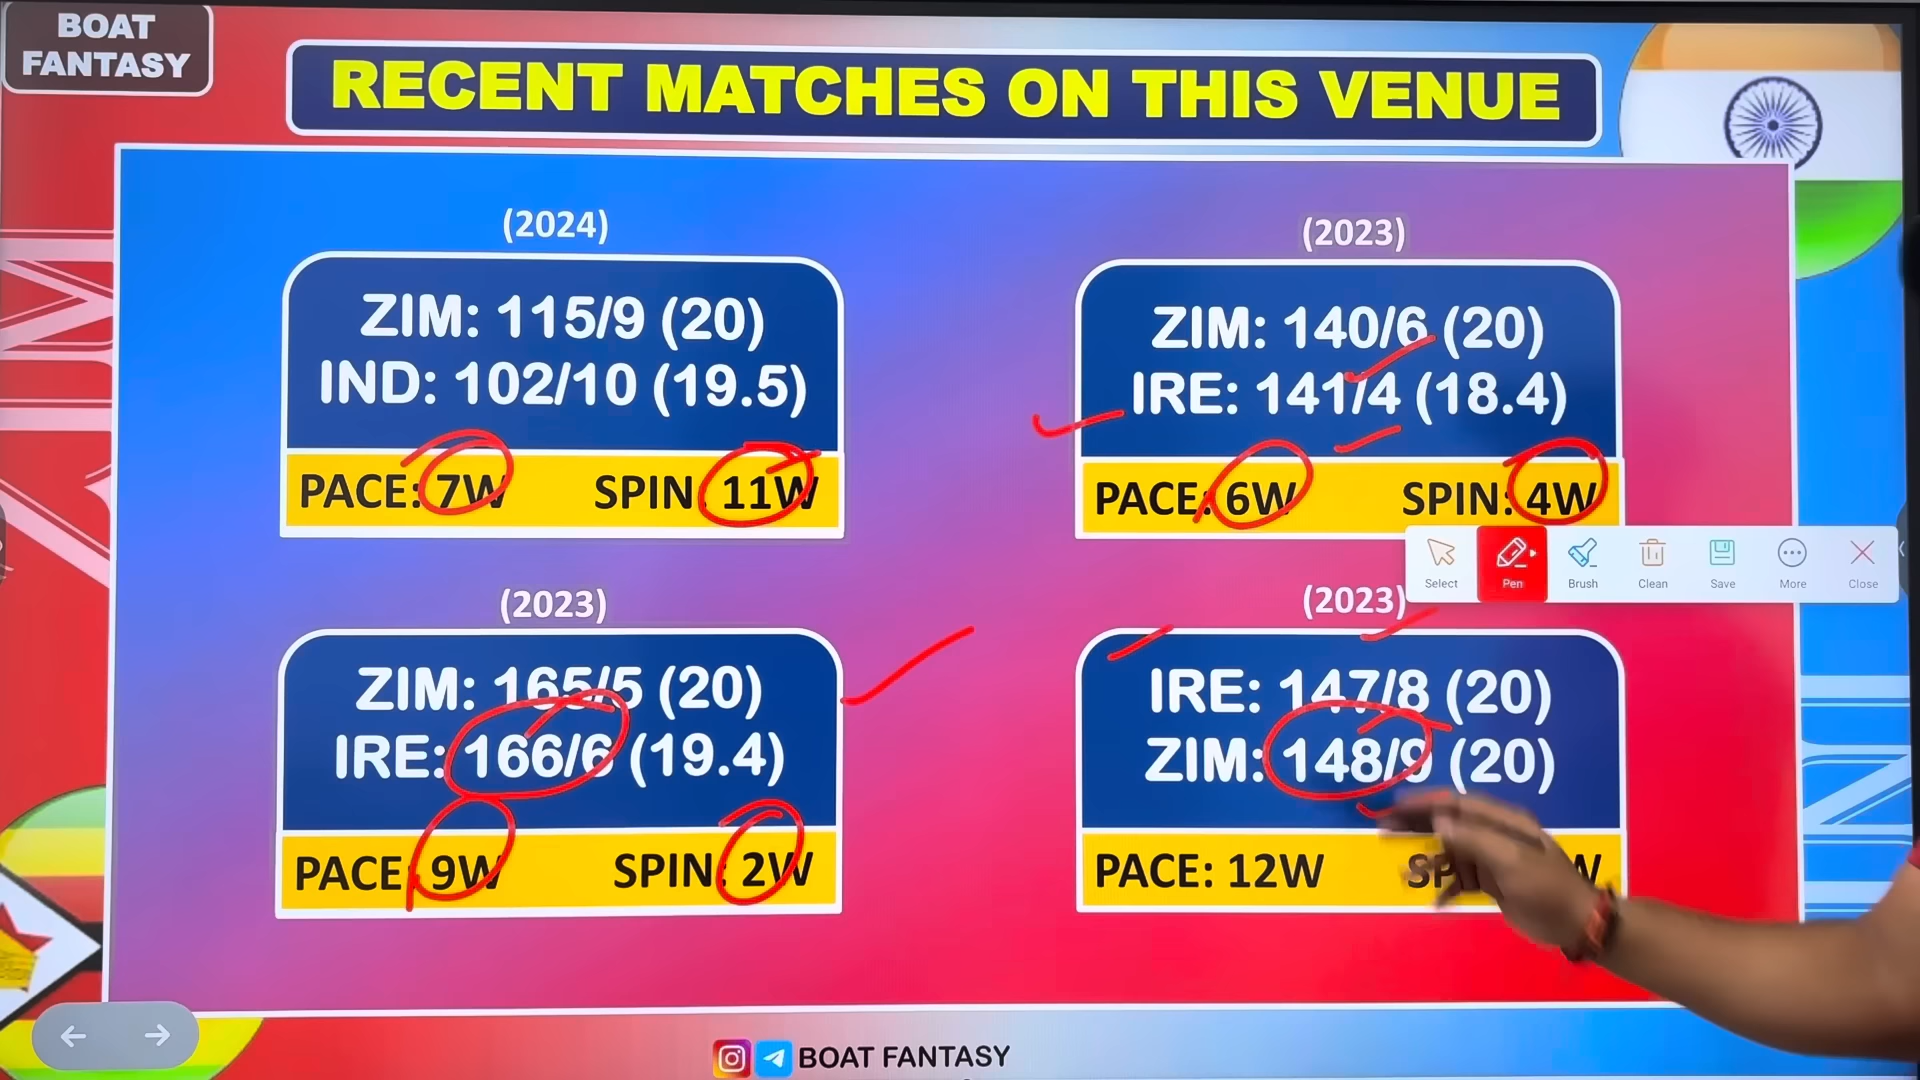 BOAT
FANTASY
RECENT MATCHES ON THIS VENUE
(2024)
ZIM: 115/9 (20)
IND: 102/10 (19.5)
PACE: 7W SPIN: 11W
(2023)
ZIM: 140/6 (20)
IRE: 141/4 (18.4)
PACE: 6W SPIN: 4W
Select Pen Brush Clean Save More Close
(2023)
ZIM: 165/5 (20)
IRE: 166/6 (19.4)
PACE: 9W SPIN: 2W
(2023)
IRE: 147/8 (20)
ZIM: 148/9 (20)
PACE: 12W
BOAT FANTASY